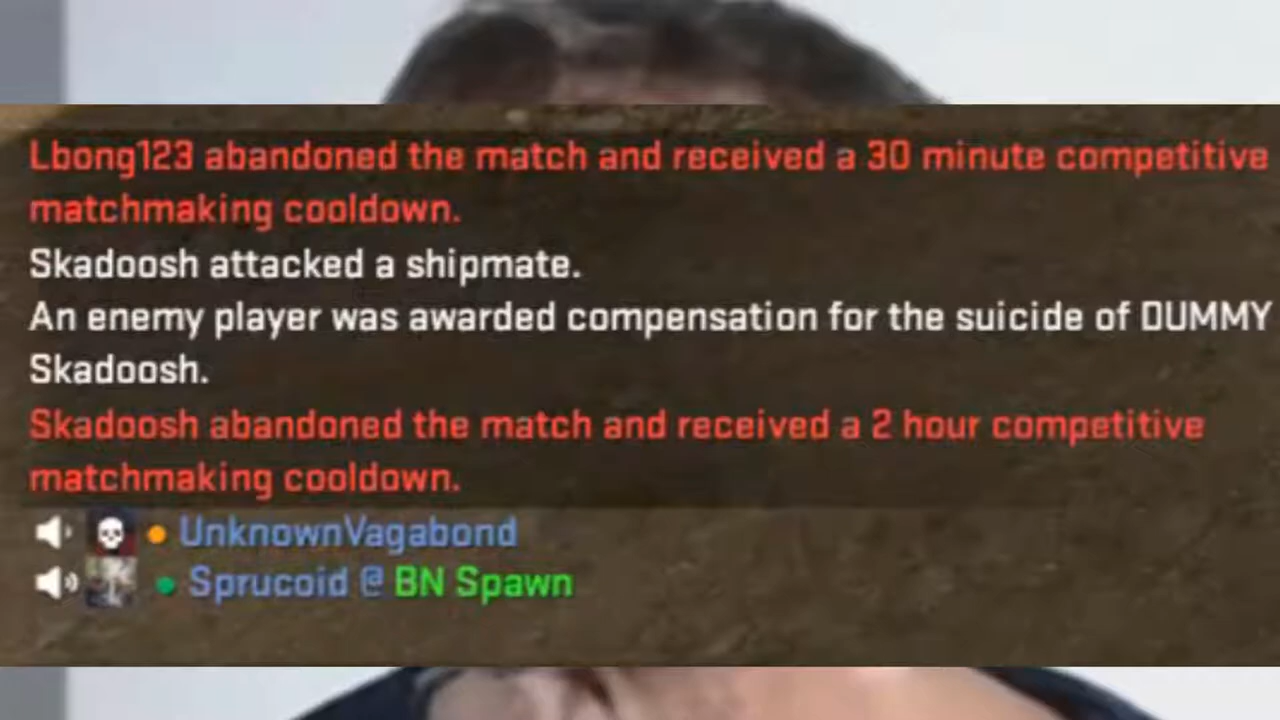 Lbong123 abandoned the match and received a 30 minute competitive
matchmaking cooldown.
Skadoosh attacked a shipmate.
An enemy player was awarded compensation for the suicide of DUMMY
Skadoosh.
Skadoosh abandoned the match and received a 2 hour competitive
matchmaking cooldown.
UnknownVagabond
Sprucoid @ BN Spawn